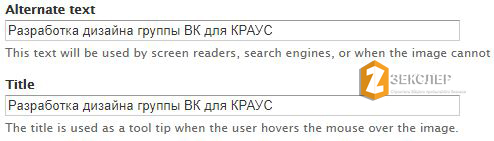 Alternate text
Разработка дизайна группы ВК для КРАУС
This text will be used by screen readers, search engines, or when the image cannot
Title
Разработка дизайна группы ВК для КРАУС
ЗЕКСЛЕР
The title is used as a tool tip when the user hovers the mouse over the image.